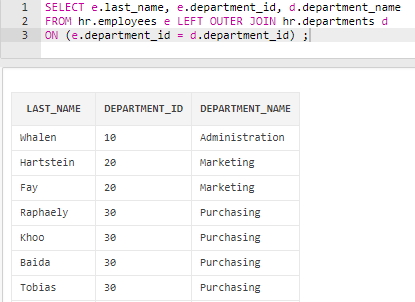 1 SELECT e.last_name, e.department_id, d.department_name
2 FROM hr.employees e LEFT OUTER JOIN hr.departments d
3 ON (e.department_id = d.department_id) ;
LAST_NAME DEPARTMENT_ID DEPARTMENT_NAME
Whalen 10 Administration
Hartstein 20 Marketing
Fay 20 Marketing
Raphaely 30 Purchasing
Khoo 30 Purchasing
Baida 30 Purchasing
Tobias 30 Purchasing